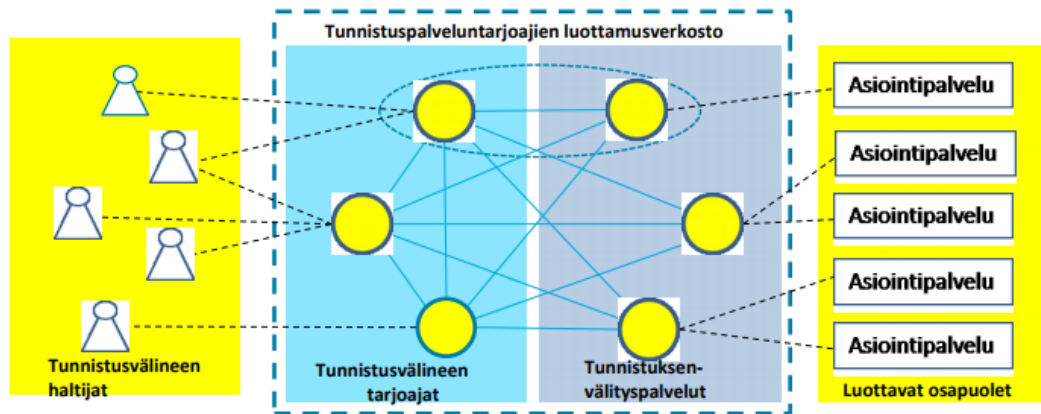 Tunnistuspalveluntarjoajien luottamusverkosto
Asiointipalvelu
Asiointipalvelu
Asiointipalvelu
Asiointipalvelu
Asiointipalvelu
Tunnistusvälineen
haltijat
Tunnistusvälineen
tarjoajat
Tunnistuksen-
välityspalvelut
Luottavat osapuolet